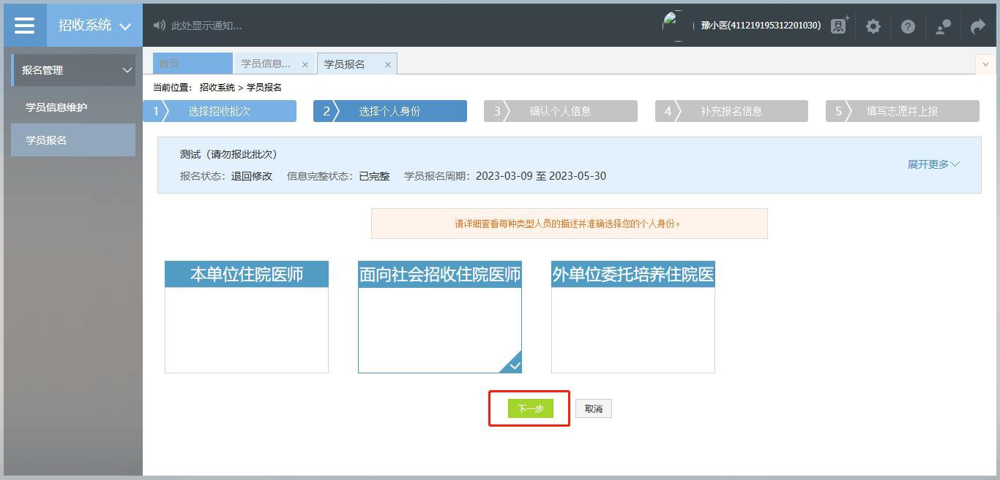 招收系统
此处显示通知...
豫小医(411219195312201030)
报名管理
学员信息维护
学员报名
首页
学员信息...
学员报名
当前位置： 招收系统 > 学员报名
1 选择招收批次
2 选择个人身份
3 确认个人信息
4 补充报名信息
5 填写志愿并上报
测试（请勿报此批次）
展开更多
报名状态：退回修改 信息完整状态：已完整 学员报名周期：2023-03-09 至 2023-05-30
请详细查看每种类型人员的描述并准确选择您的个人身份。
本单位住院医师
面向社会招收住院医师
外单位委托培养住院医
下一步
取消